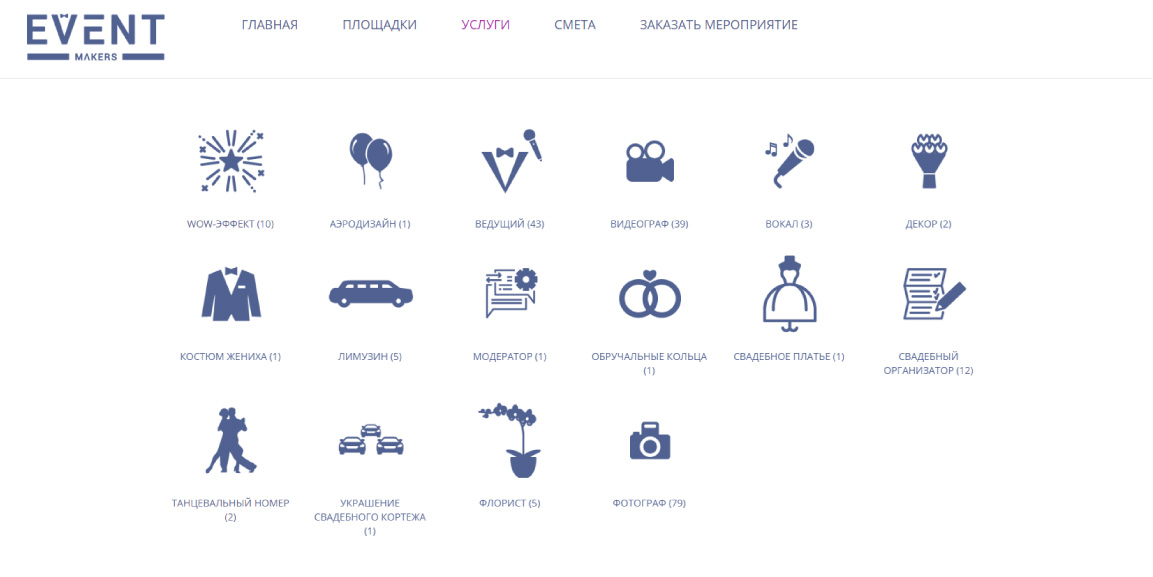 EVENT
MAKERS
ГЛАВНАЯ ПЛОЩАДКИ УСЛУГИ СМЕТА ЗАКАЗАТЬ МЕРОПРИЯТИЕ
WOW-ЭФФЕКТ (10) АЭРОДИЗАЙН (1) ВЕДУЩИЙ (43) ВИДЕОГРАФ (39) ВОКАЛ (3) ДЕКОР (2)
КОСТЮМ ЖЕНИХА (1) ЛИМУЗИН (5) МОДЕРАТОР (1) ОБРУЧАЛЬНЫЕ КОЛЬЦА
(1) СВАДЕБНОЕ ПЛАТЬЕ (1) СВАДЕБНЫЙ
ОРГАНИЗАТОР (12)
ТАНЦЕВАЛЬНЫЙ НОМЕР
(2)
УКРАШЕНИЕ
СВАДЕБНОГО КОРТЕЖА
(1)
ФЛОРИСТ (5) ФОТОГРАФ (79)